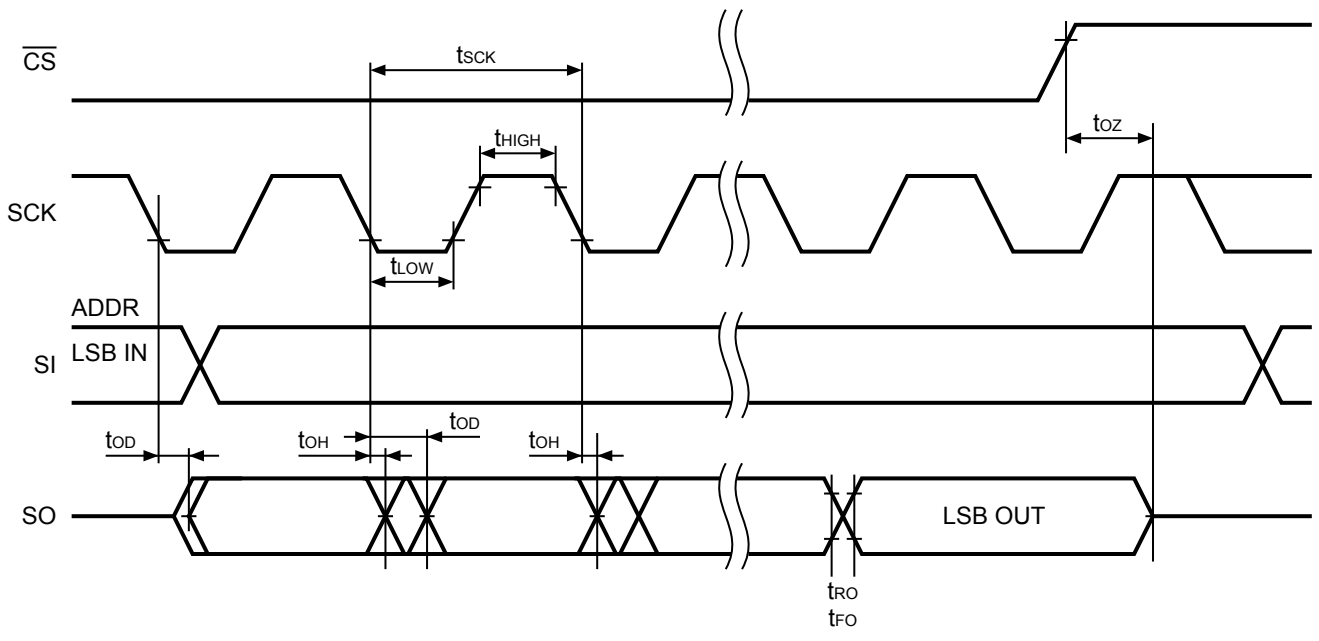 CS
tSCK
tHIGH
tOZ
SCK
tLOW
ADDR
LSB IN
SI
tOD
tOH
tOD
tOH
SO
LSB OUT
tRO
tFO